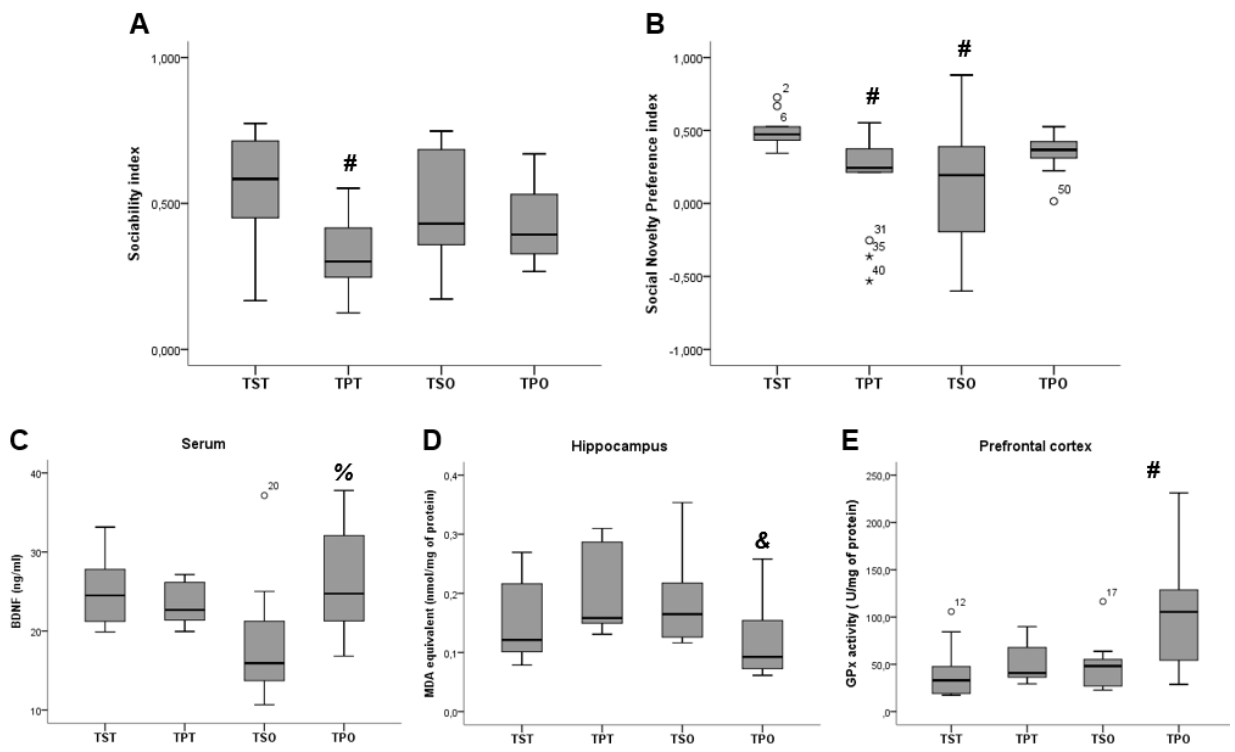 A
Sociability index
1,000
0,500
0,000
#
TST TPT TSO TPO
B
Social Novelty Preference index
1,000
0,500
0,000
-0,500
-1,000
2
6
#
31
35
40
#
50
TST TPT TSO TPO
C
Serum
BDNF (ng/ml)
40
30
20
10
20
%
TST TPT TSO TPO
D
Hippocampus
MDA equivalent (nmol/mg of protein)
0,4
0,3
0,2
0,1
0,0
&
TST TPT TSO TPO
E
Prefrontal cortex
GPx activity ( U/mg of protein)
250,0
200,0
150,0
100,0
50,0
,0
12
17
#
TST TPT TSO TPO